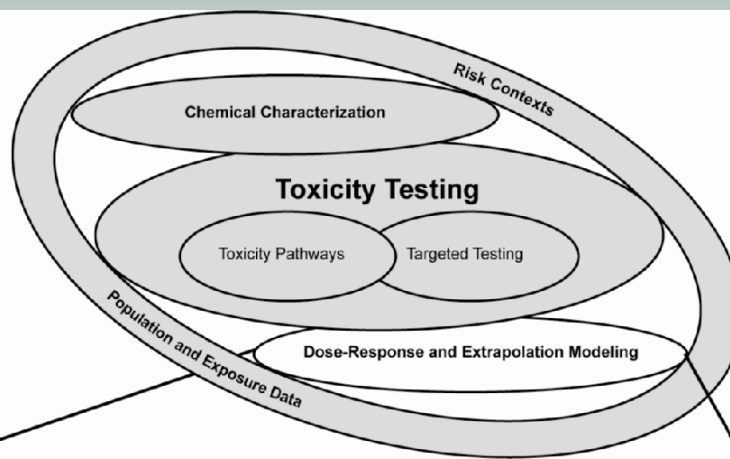 Risk Contexts
Chemical Characterization
Toxicity Testing
Toxicity Pathways
Targeted Testing
Dose-Response and Extrapolation Modeling
Population and Exposure Data